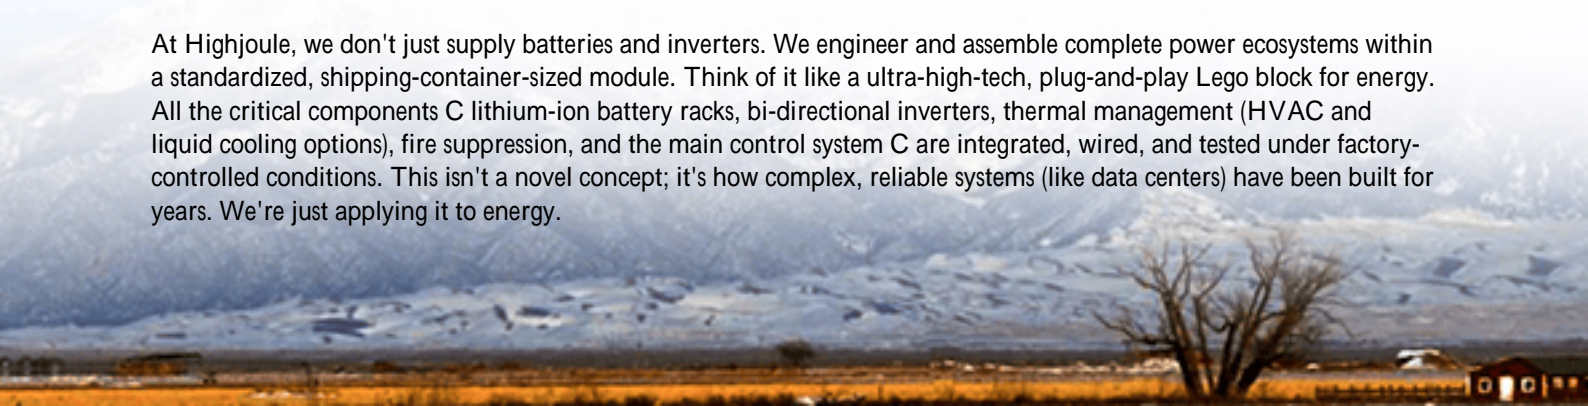 At Highjoule, we don't just supply batteries and inverters. We engineer and assemble complete power ecosystems within
a standardized, shipping-container-sized module. Think of it like a ultra-high-tech, plug-and-play Lego block for energy.
All the critical components C lithium-ion battery racks, bi-directional inverters, thermal management (HVAC and
liquid cooling options), fire suppression, and the main control system C are integrated, wired, and tested under factory-
controlled conditions. This isn't a novel concept; it's how complex, reliable systems (like data centers) have been built for
years. We're just applying it to energy.